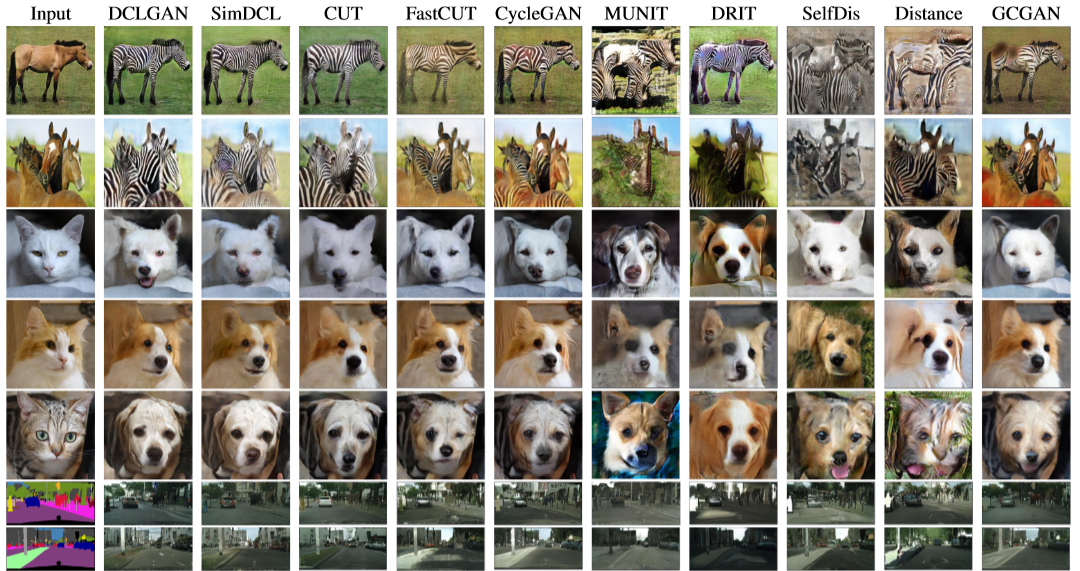 Input DCLGAN SimDCL CUT FastCUT CycleGAN MUNIT DRIT SelfDis Distance GCGAN